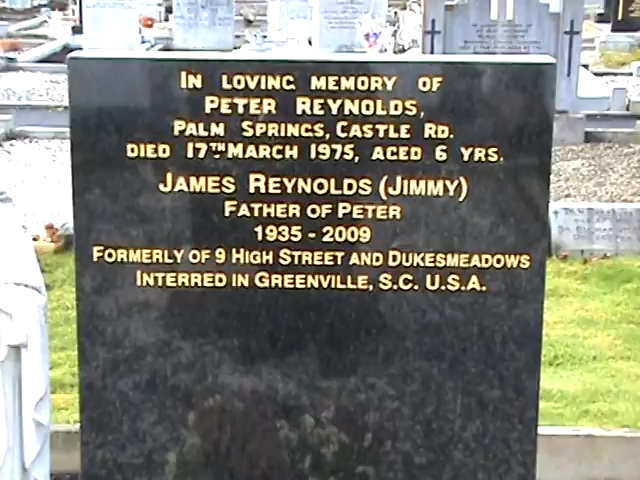 In loving memory of
Peter Reynolds,
Palm Springs, Castle Rd.
Died 17TH March 1975, aged 6 yrs.
James Reynolds (Jimmy)
Father of Peter
1935 - 2009
Formerly of 9 High Street and Dukesmeadows
Interred in Greenville, S.C. U.S.A.